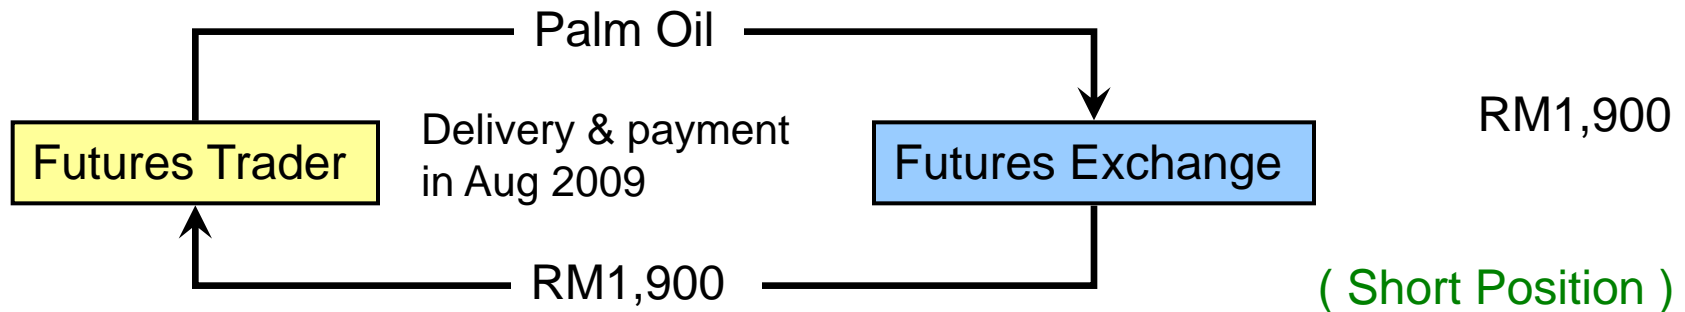 Palm Oil
RM1,900
Delivery & payment
in Aug 2009
Futures Trader
Futures Exchange
RM1,900
( Short Position )